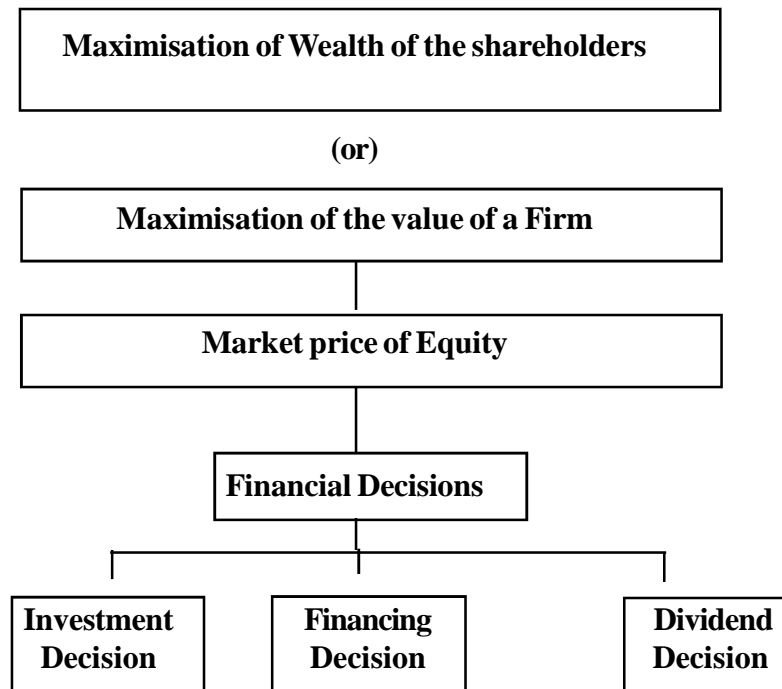 Maximisation of Wealth of the shareholders
(or)
Maximisation of the value of a Firm
Market price of Equity
Financial Decisions
Investment
Decision
Financing
Decision
Dividend
Decision